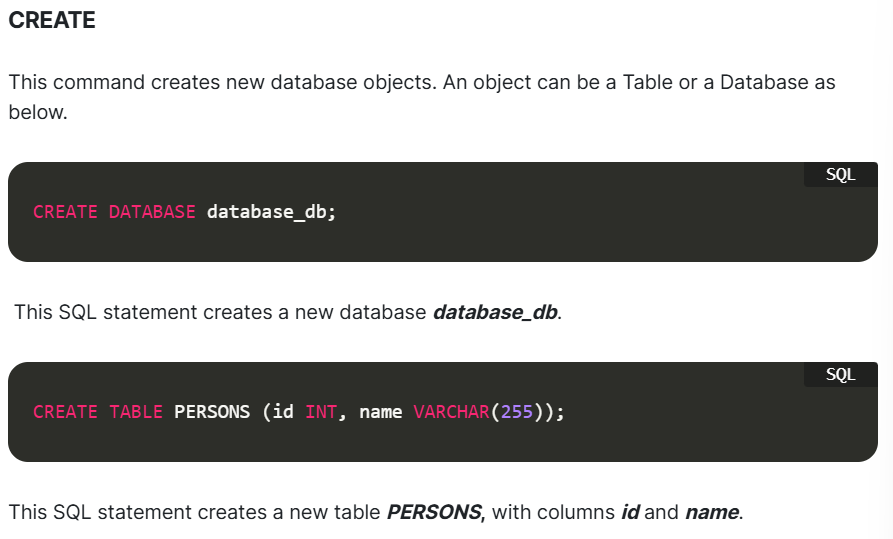 CREATE
This command creates new database objects. An object can be a Table or a Database as
below.
SQL
CREATE DATABASE database_db;
This SQL statement creates a new database database_db.
SQL
CREATE TABLE PERSONS (id INT, name VARCHAR(255));
This SQL statement creates a new table PERSONS, with columns id and name.